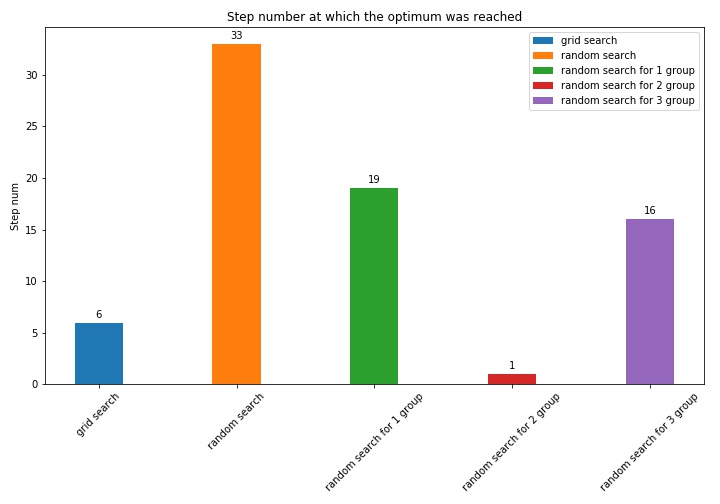 Step number at which the optimum was reached
grid search
random search
random search for 1 group
random search for 2 group
random search for 3 group
Step num
30
25
20
15
10
5
0
6
33
19
1
16
grid search
random search
random search for 1 group
random search for 2 group
random search for 3 group